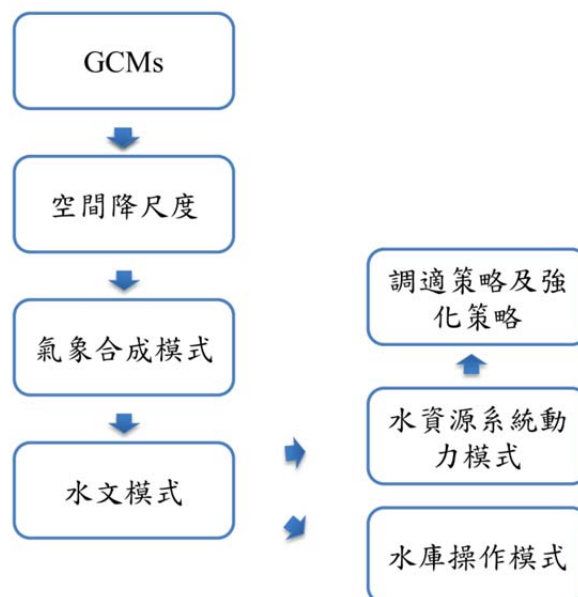 GCMs
空間降尺度
氣象合成模式
水文模式
調適策略及強
化策略
水資源系統動
力模式
水庫操作模式